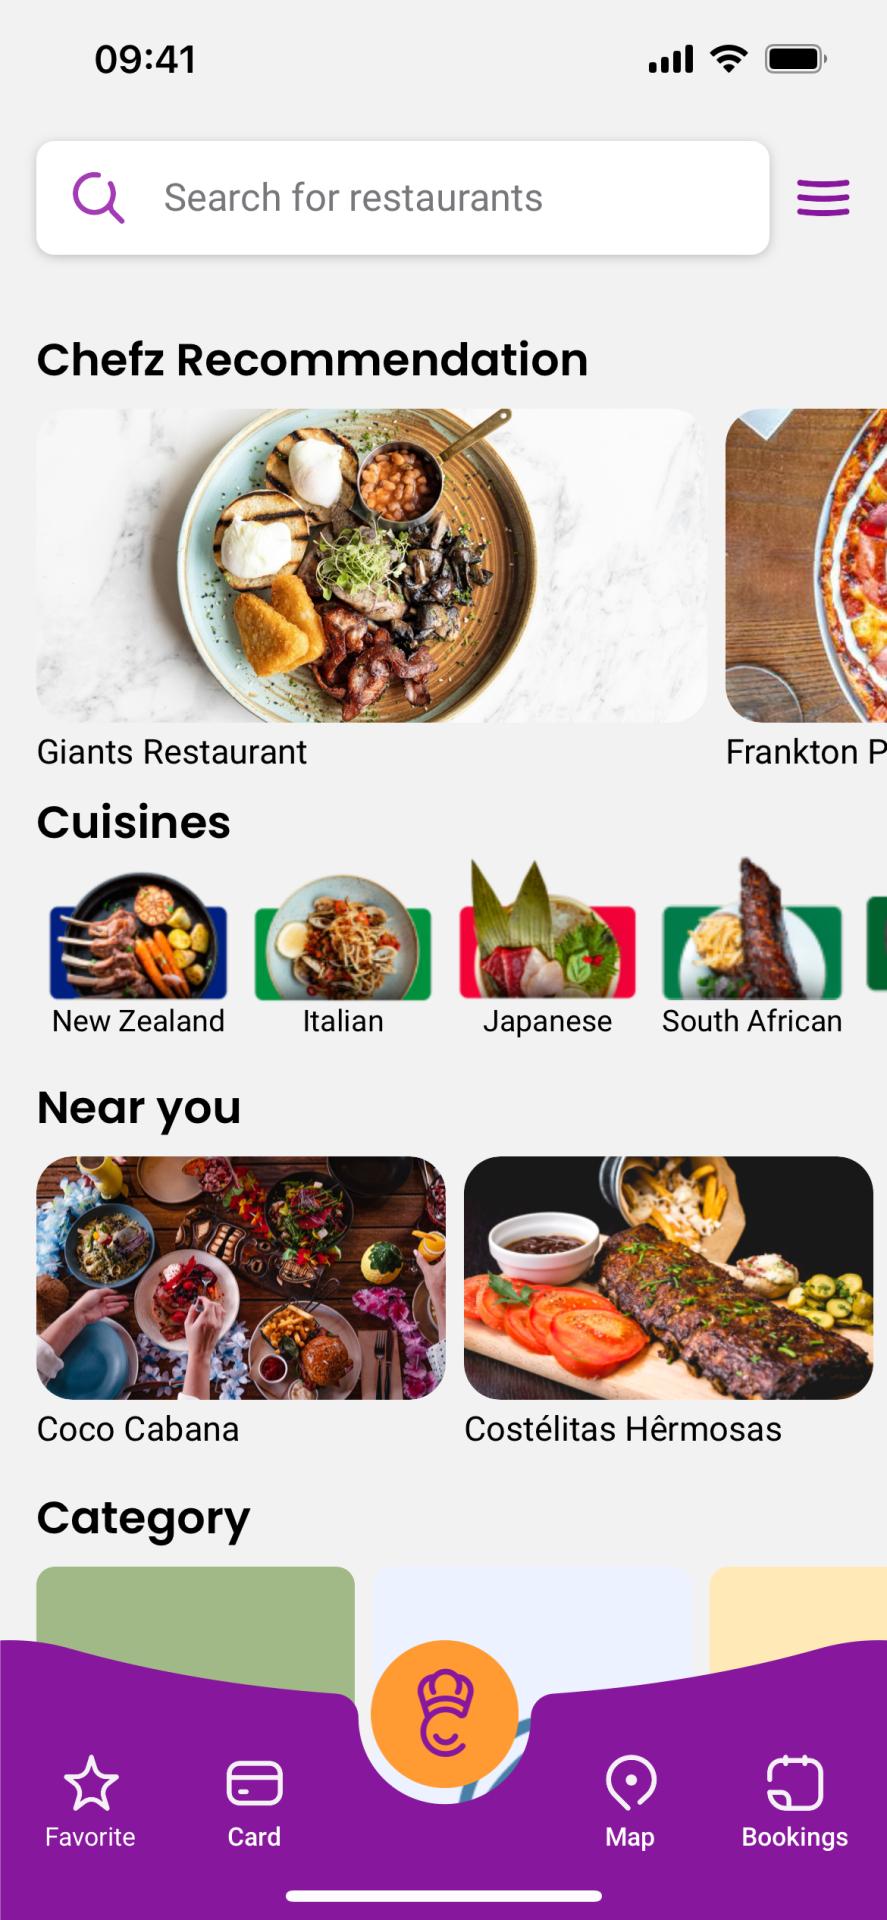 09:41
Search for restaurants
Chefz Recommendation
Giants Restaurant
Frankton P
Cuisines
New Zealand
Italian
Japanese
South African
Near you
Coco Cabana
Costélitas Hêrmosas
Category
Favorite
Card
Map
Bookings